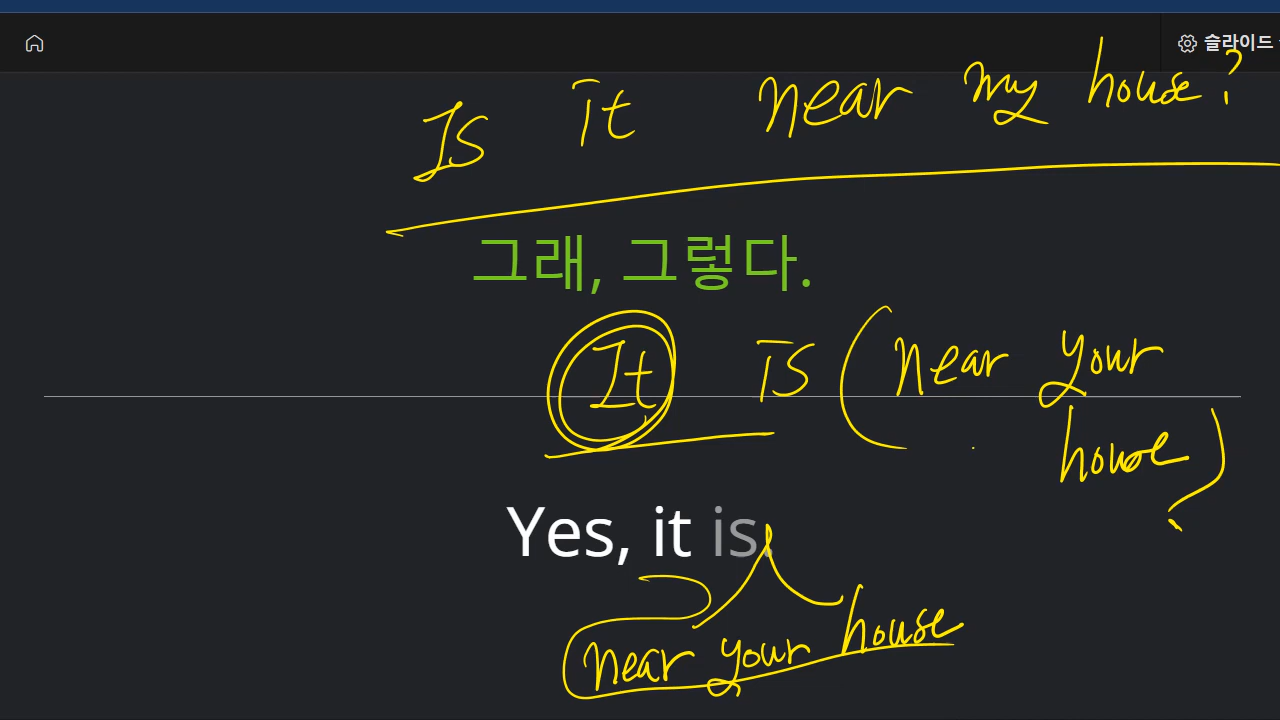 슬라이드
Is it near my house?
그래, 그렇다.
It is (near your
house)
Yes, it is.
near your house